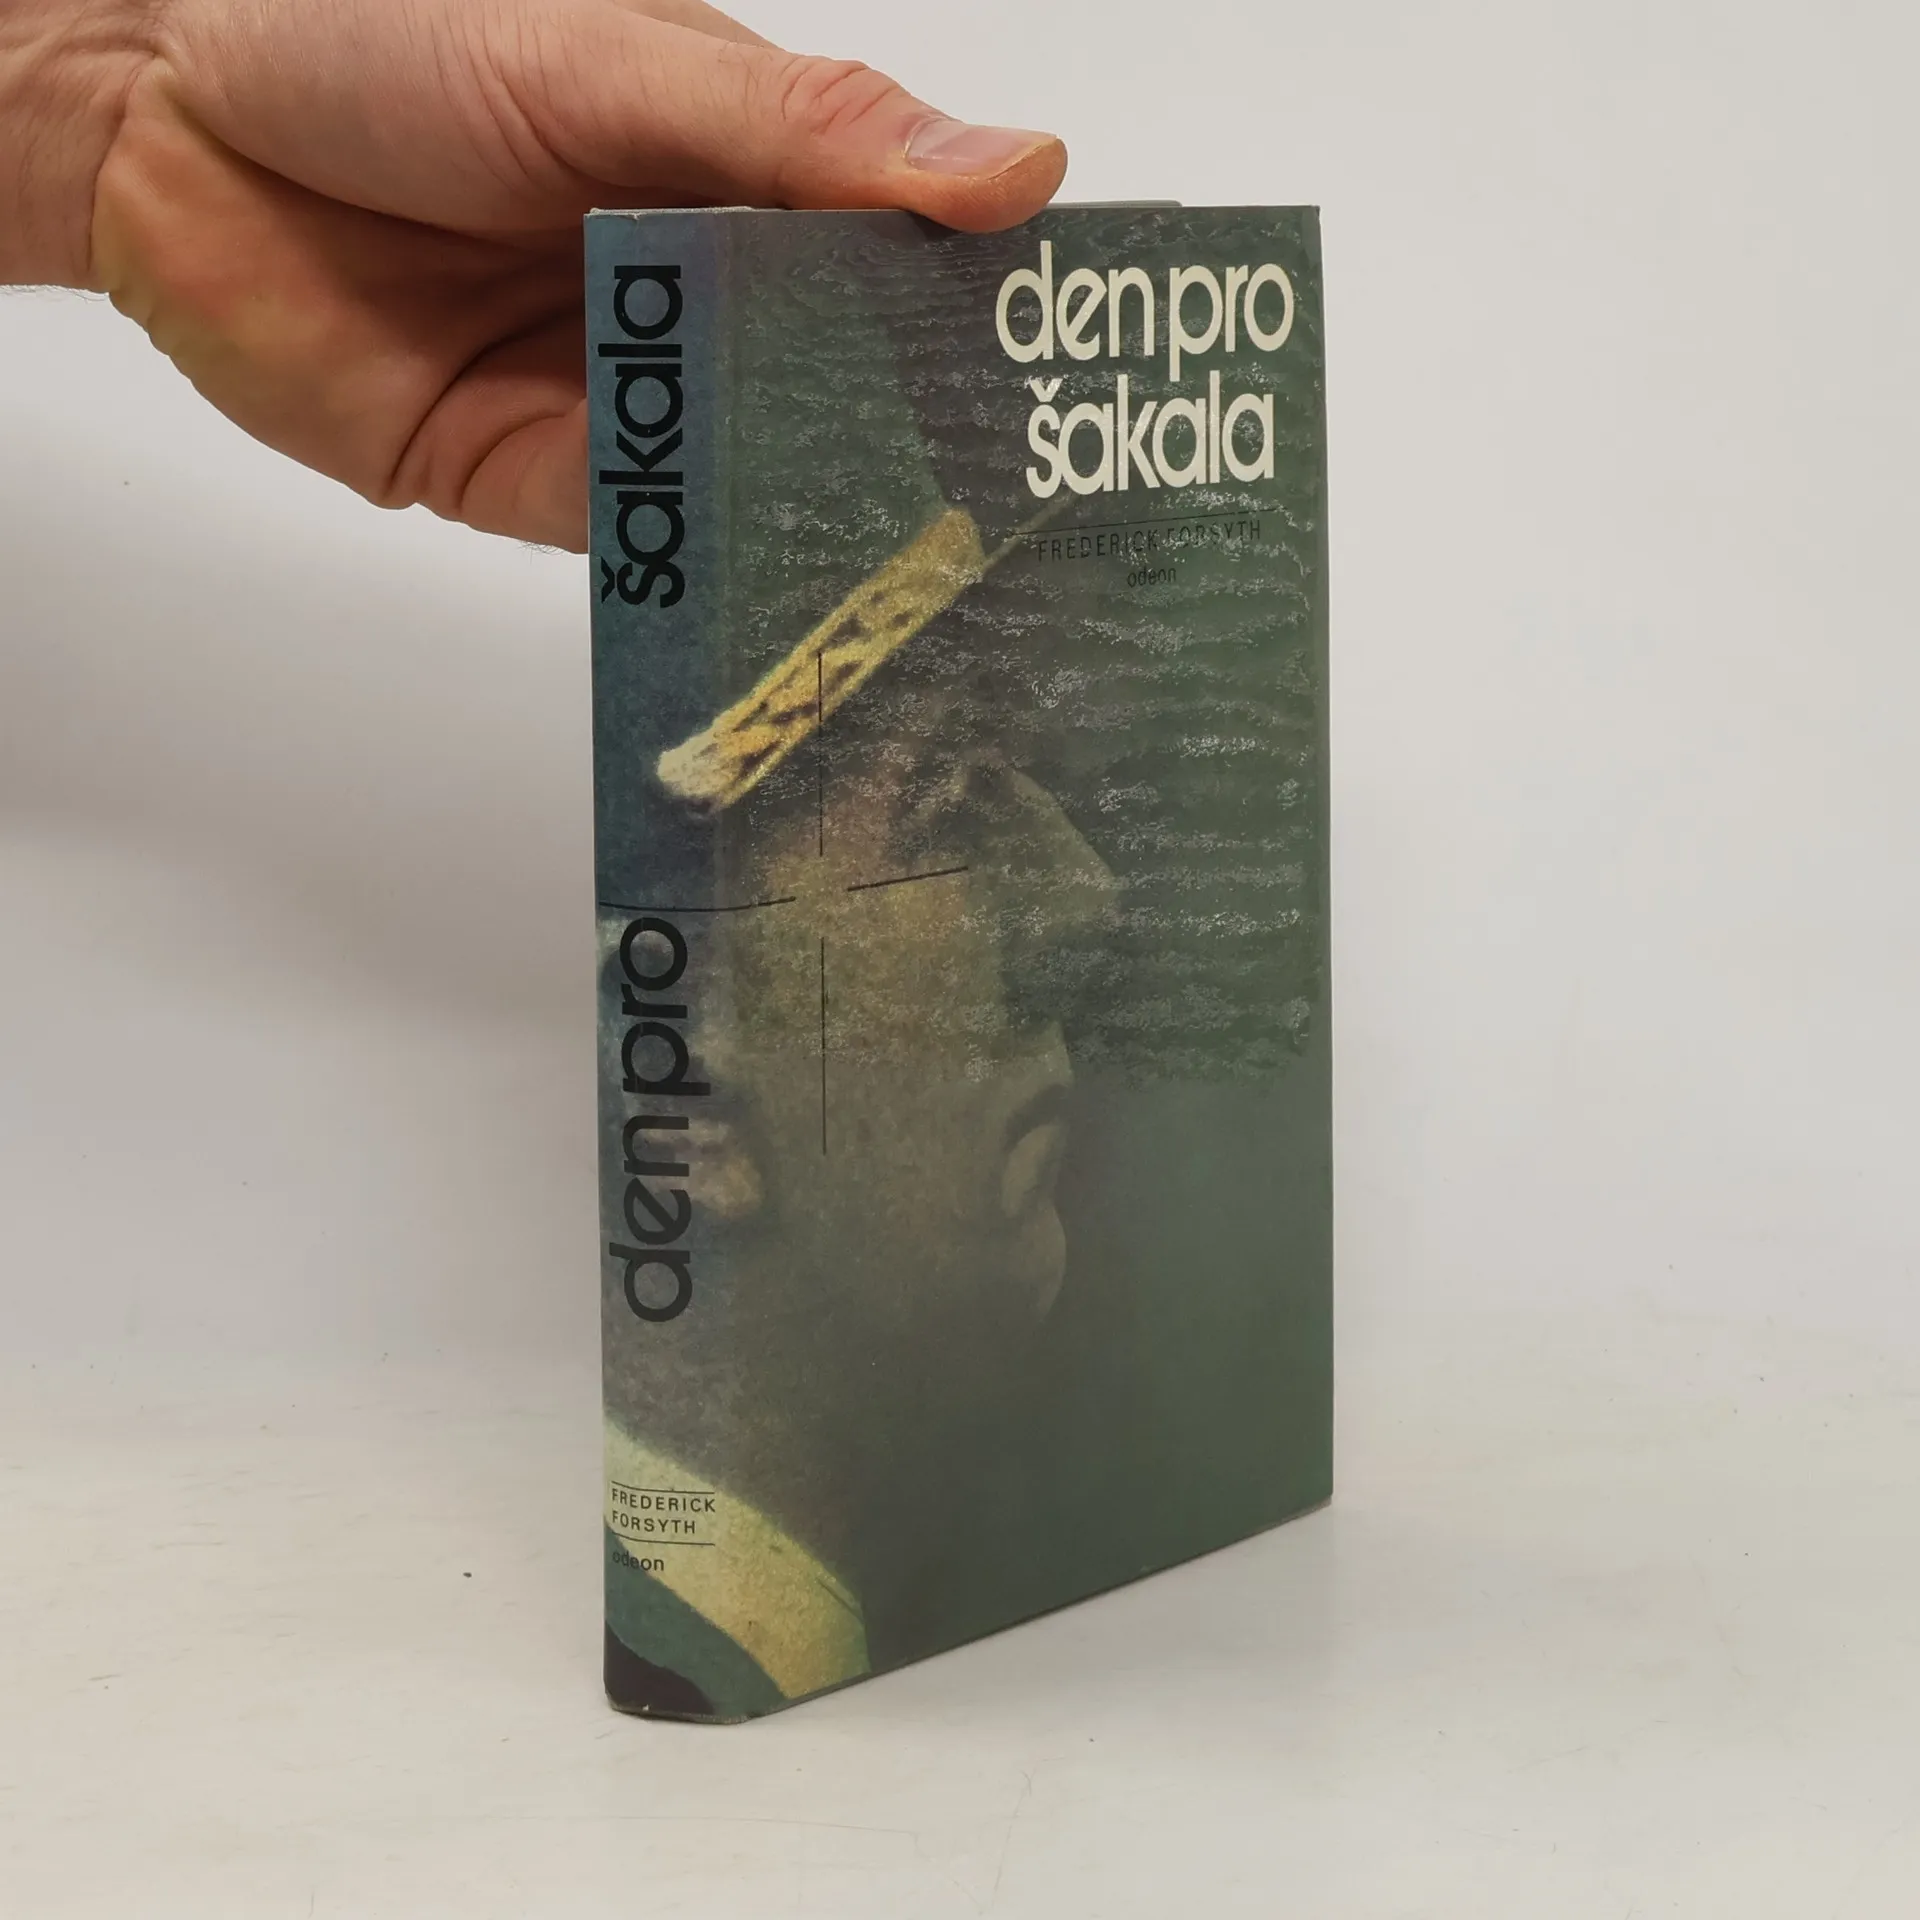 den pro
šakala
FREDERICK FORSYTH
odeon
den pro šakala
FREDERICK
FORSYTH
odeon